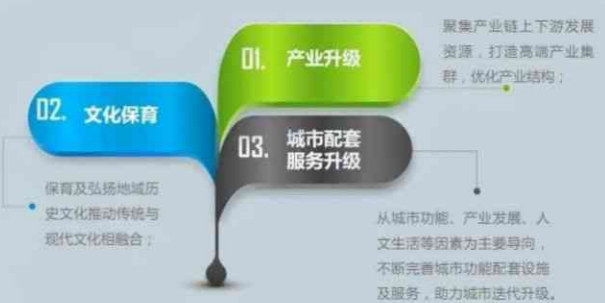 01. 产业升级
聚集产业链上下游发展
资源，打造高端产业集
群，优化产业结构；
02. 文化保育
保育及弘扬地域历
史文化推动传统与
现代文化相融合；
03. 城市配套
服务升级
从城市功能、产业发展、人
文生活等因素为主要导向，
不断完善城市功能配套设施
及服务，助力城市迭代升级。